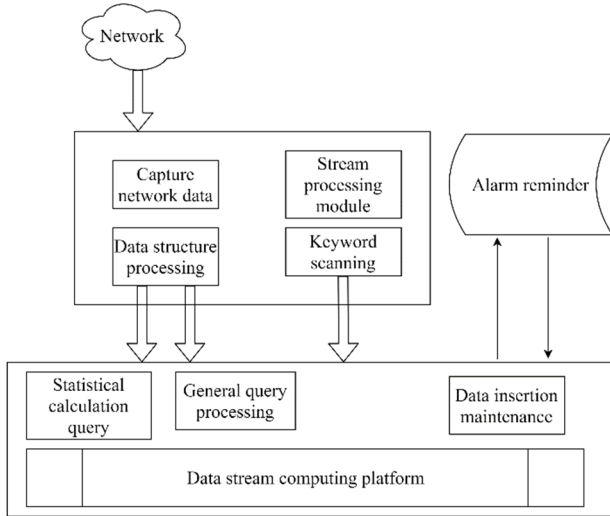 Network
Capture
network data
Stream
processing
module
Alarm reminder
Data structure
processing
Keyword
scanning
Statistical
calculation
query
General query
processing
Data insertion
maintenance
Data stream computing platform